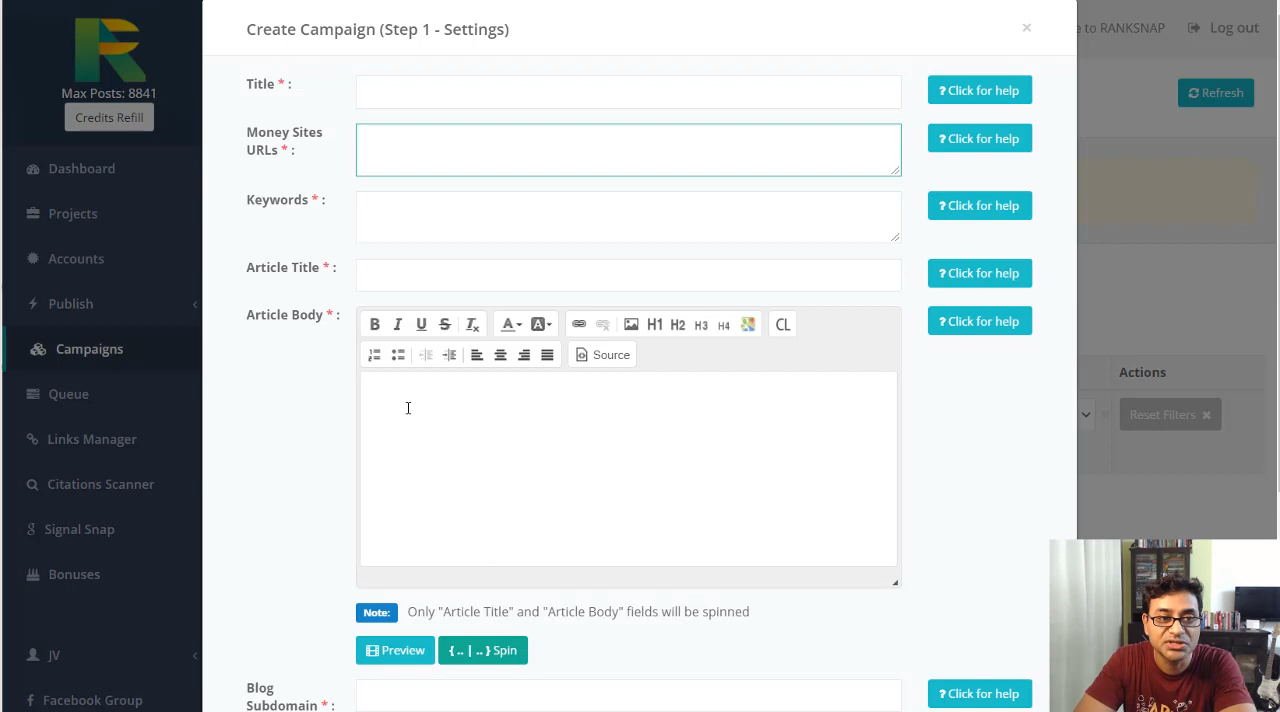 Create Campaign (Step 1 - Settings)
×
e to RANKSNAP
Log out
Max Posts: 8841
Credits Refill
Refresh
Dashboard
Projects
Accounts
Publish
Campaigns
Queue
Links Manager
Citations Scanner
Signal Snap
Bonuses
JV
Facebook Group
Title * :
? Click for help
Money Sites
URLs * :
? Click for help
Keywords * :
? Click for help
Article Title * :
? Click for help
Article Body * :
? Click for help
B I U S Tx A A H1 H2 H3 H4 CL
Source
Note: Only "Article Title" and "Article Body" fields will be spinned
Preview
{ .. | .. } Spin
Blog
Subdomain * :
? Click for help
Actions
Reset Filters ×